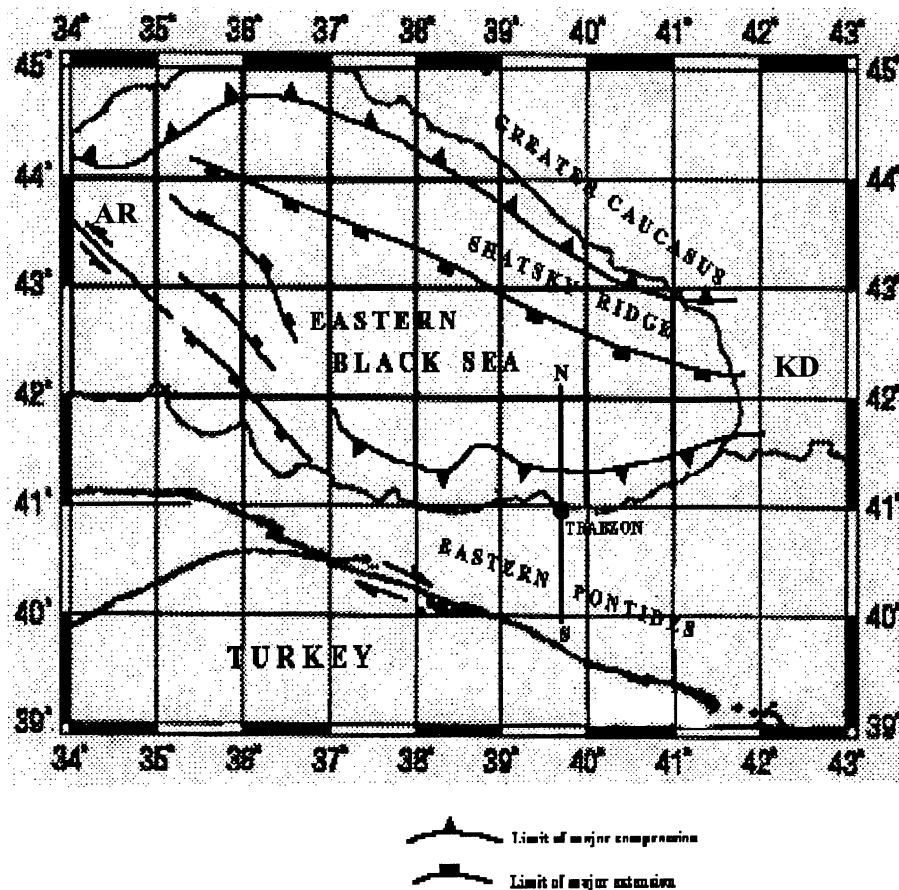 34° 35° 36° 37° 38° 39° 40° 41° 42° 43°
45° 45°
GREATER CAUCASUS
44° 44°
AR
SHATSKY RIDGE
43° 43°
EASTERN
BLACK SEA
KD
N
42° 42°
41° 41°
TRABZON
EASTERN PONTIDES
40° 40°
S
TURKEY
39° 39°
34° 35° 36° 37° 38° 39° 40° 41° 42° 43°
Limit of major compression
Limit of major extension